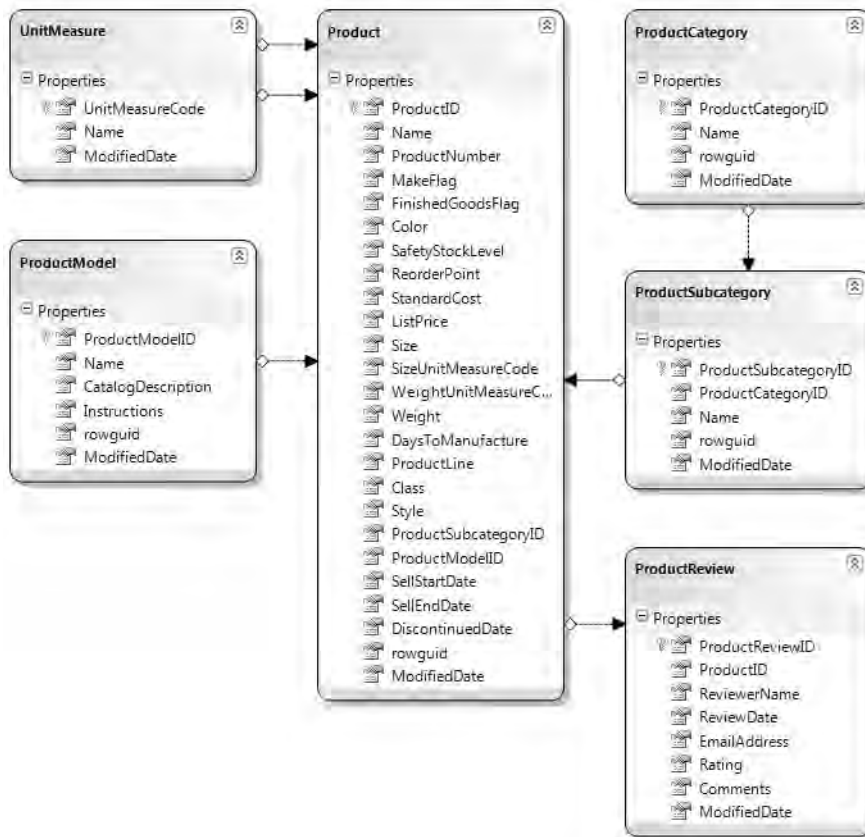 UnitMeasure
Properties
UnitMeasureCode
Name
ModifiedDate
ProductModel
Properties
ProductModelID
Name
CatalogDescription
Instructions
rowguid
ModifiedDate
Product
Properties
ProductID
Name
ProductNumber
MakeFlag
FinishedGoodsFlag
Color
SafetyStockLevel
ReorderPoint
StandardCost
ListPrice
Size
SizeUnitMeasureCode
WeightUnitMeasureC...
Weight
DaysToManufacture
ProductLine
Class
Style
ProductSubcategoryID
ProductModelID
SellStartDate
SellEndDate
DiscontinuedDate
rowguid
ModifiedDate
ProductCategory
Properties
ProductCategoryID
Name
rowguid
ModifiedDate
ProductSubcategory
Properties
ProductSubcategoryID
ProductCategoryID
Name
rowguid
ModifiedDate
ProductReview
Properties
ProductReviewID
ProductID
ReviewerName
ReviewDate
EmailAddress
Rating
Comments
ModifiedDate